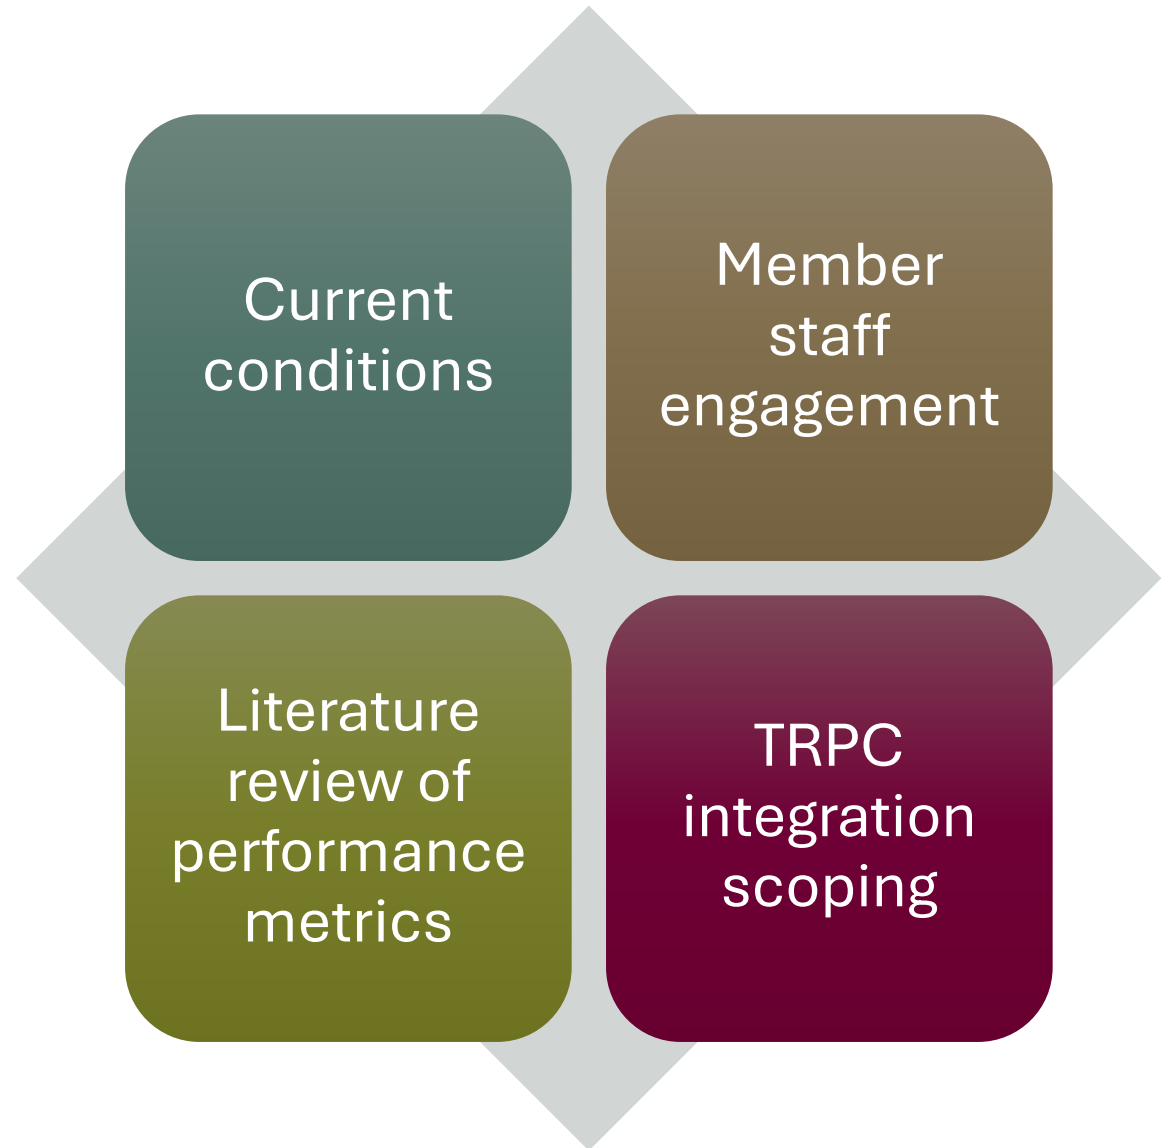 Current
conditions
Member
staff
engagement
Literature
review of
performance
metrics
TRPC
integration
scoping